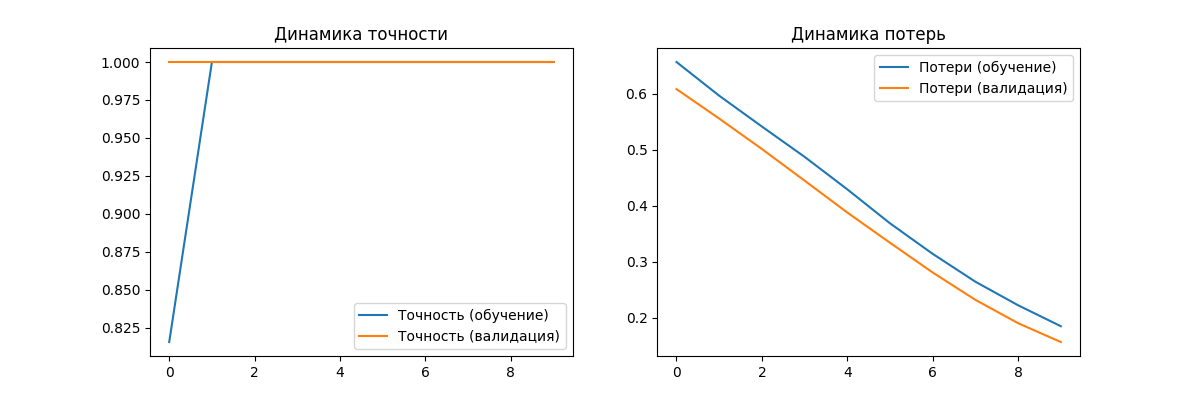 Динамика точности
1.000
0.975
0.950
0.925
0.900
0.875
0.850
0.825
Точность (обучение)
Точность (валидация)
0 2 4 6 8
Динамика потерь
Потери (обучение)
Потери (валидация)
0.6
0.5
0.4
0.3
0.2
0 2 4 6 8